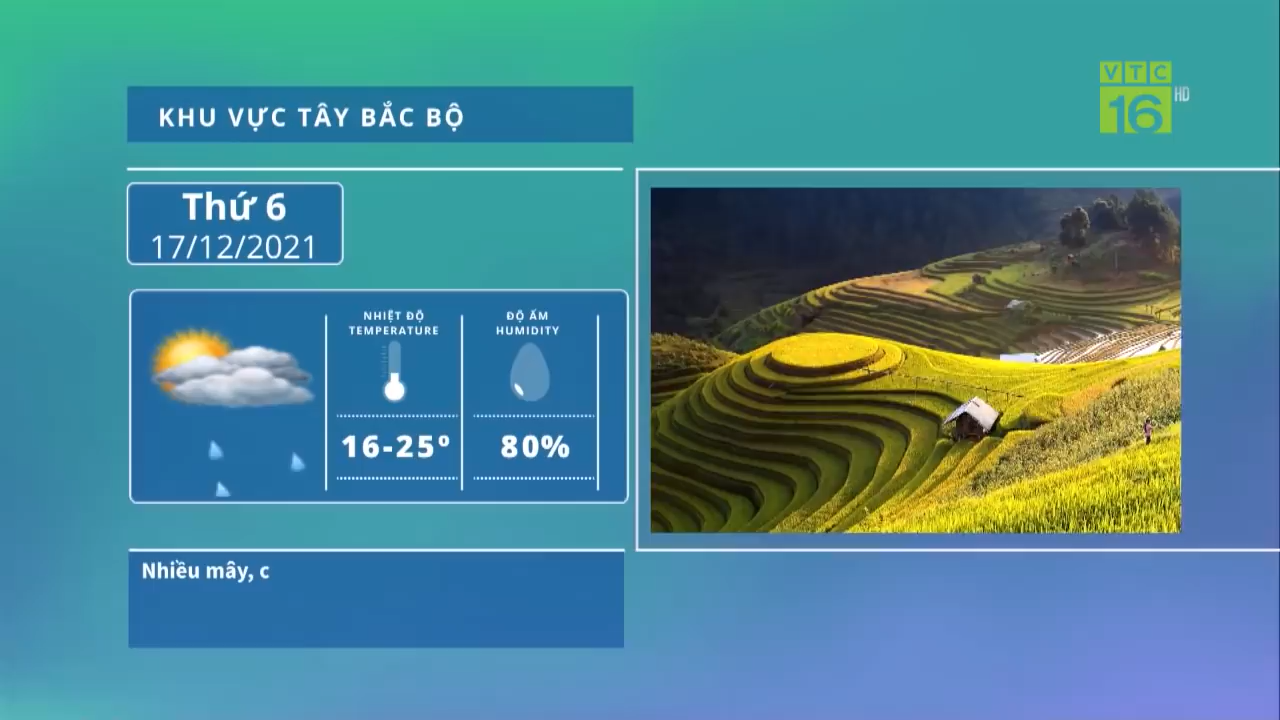 VTC
16
HD
KHU VỰC TÂY BẮC BỘ
Thứ 6
17/12/2021
NHIỆT ĐỘ
TEMPERATURE
16-25º
ĐỘ ẨM
HUMIDITY
80%
Nhiều mây, c